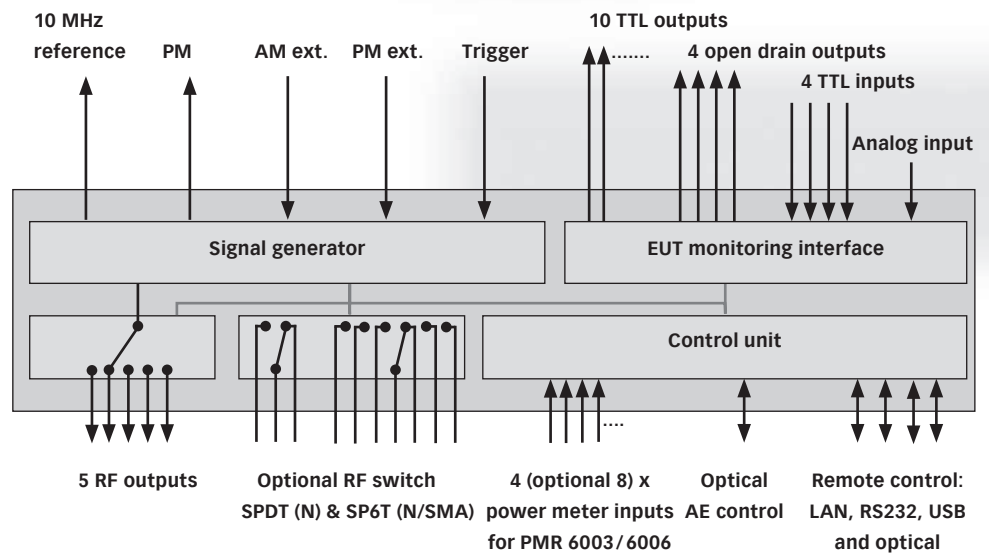 10 MHz
reference
PM
AM ext.
PM ext.
Trigger
10 TTL outputs
.......
4 open drain outputs
4 TTL inputs
Analog input
Signal generator
EUT monitoring interface
Control unit
....
5 RF outputs
Optional RF switch
SPDT (N) & SP6T (N/SMA)
4 (optional 8) x
power meter inputs
for PMR 6003/6006
Optical
AE control
Remote control:
LAN, RS232, USB
and optical